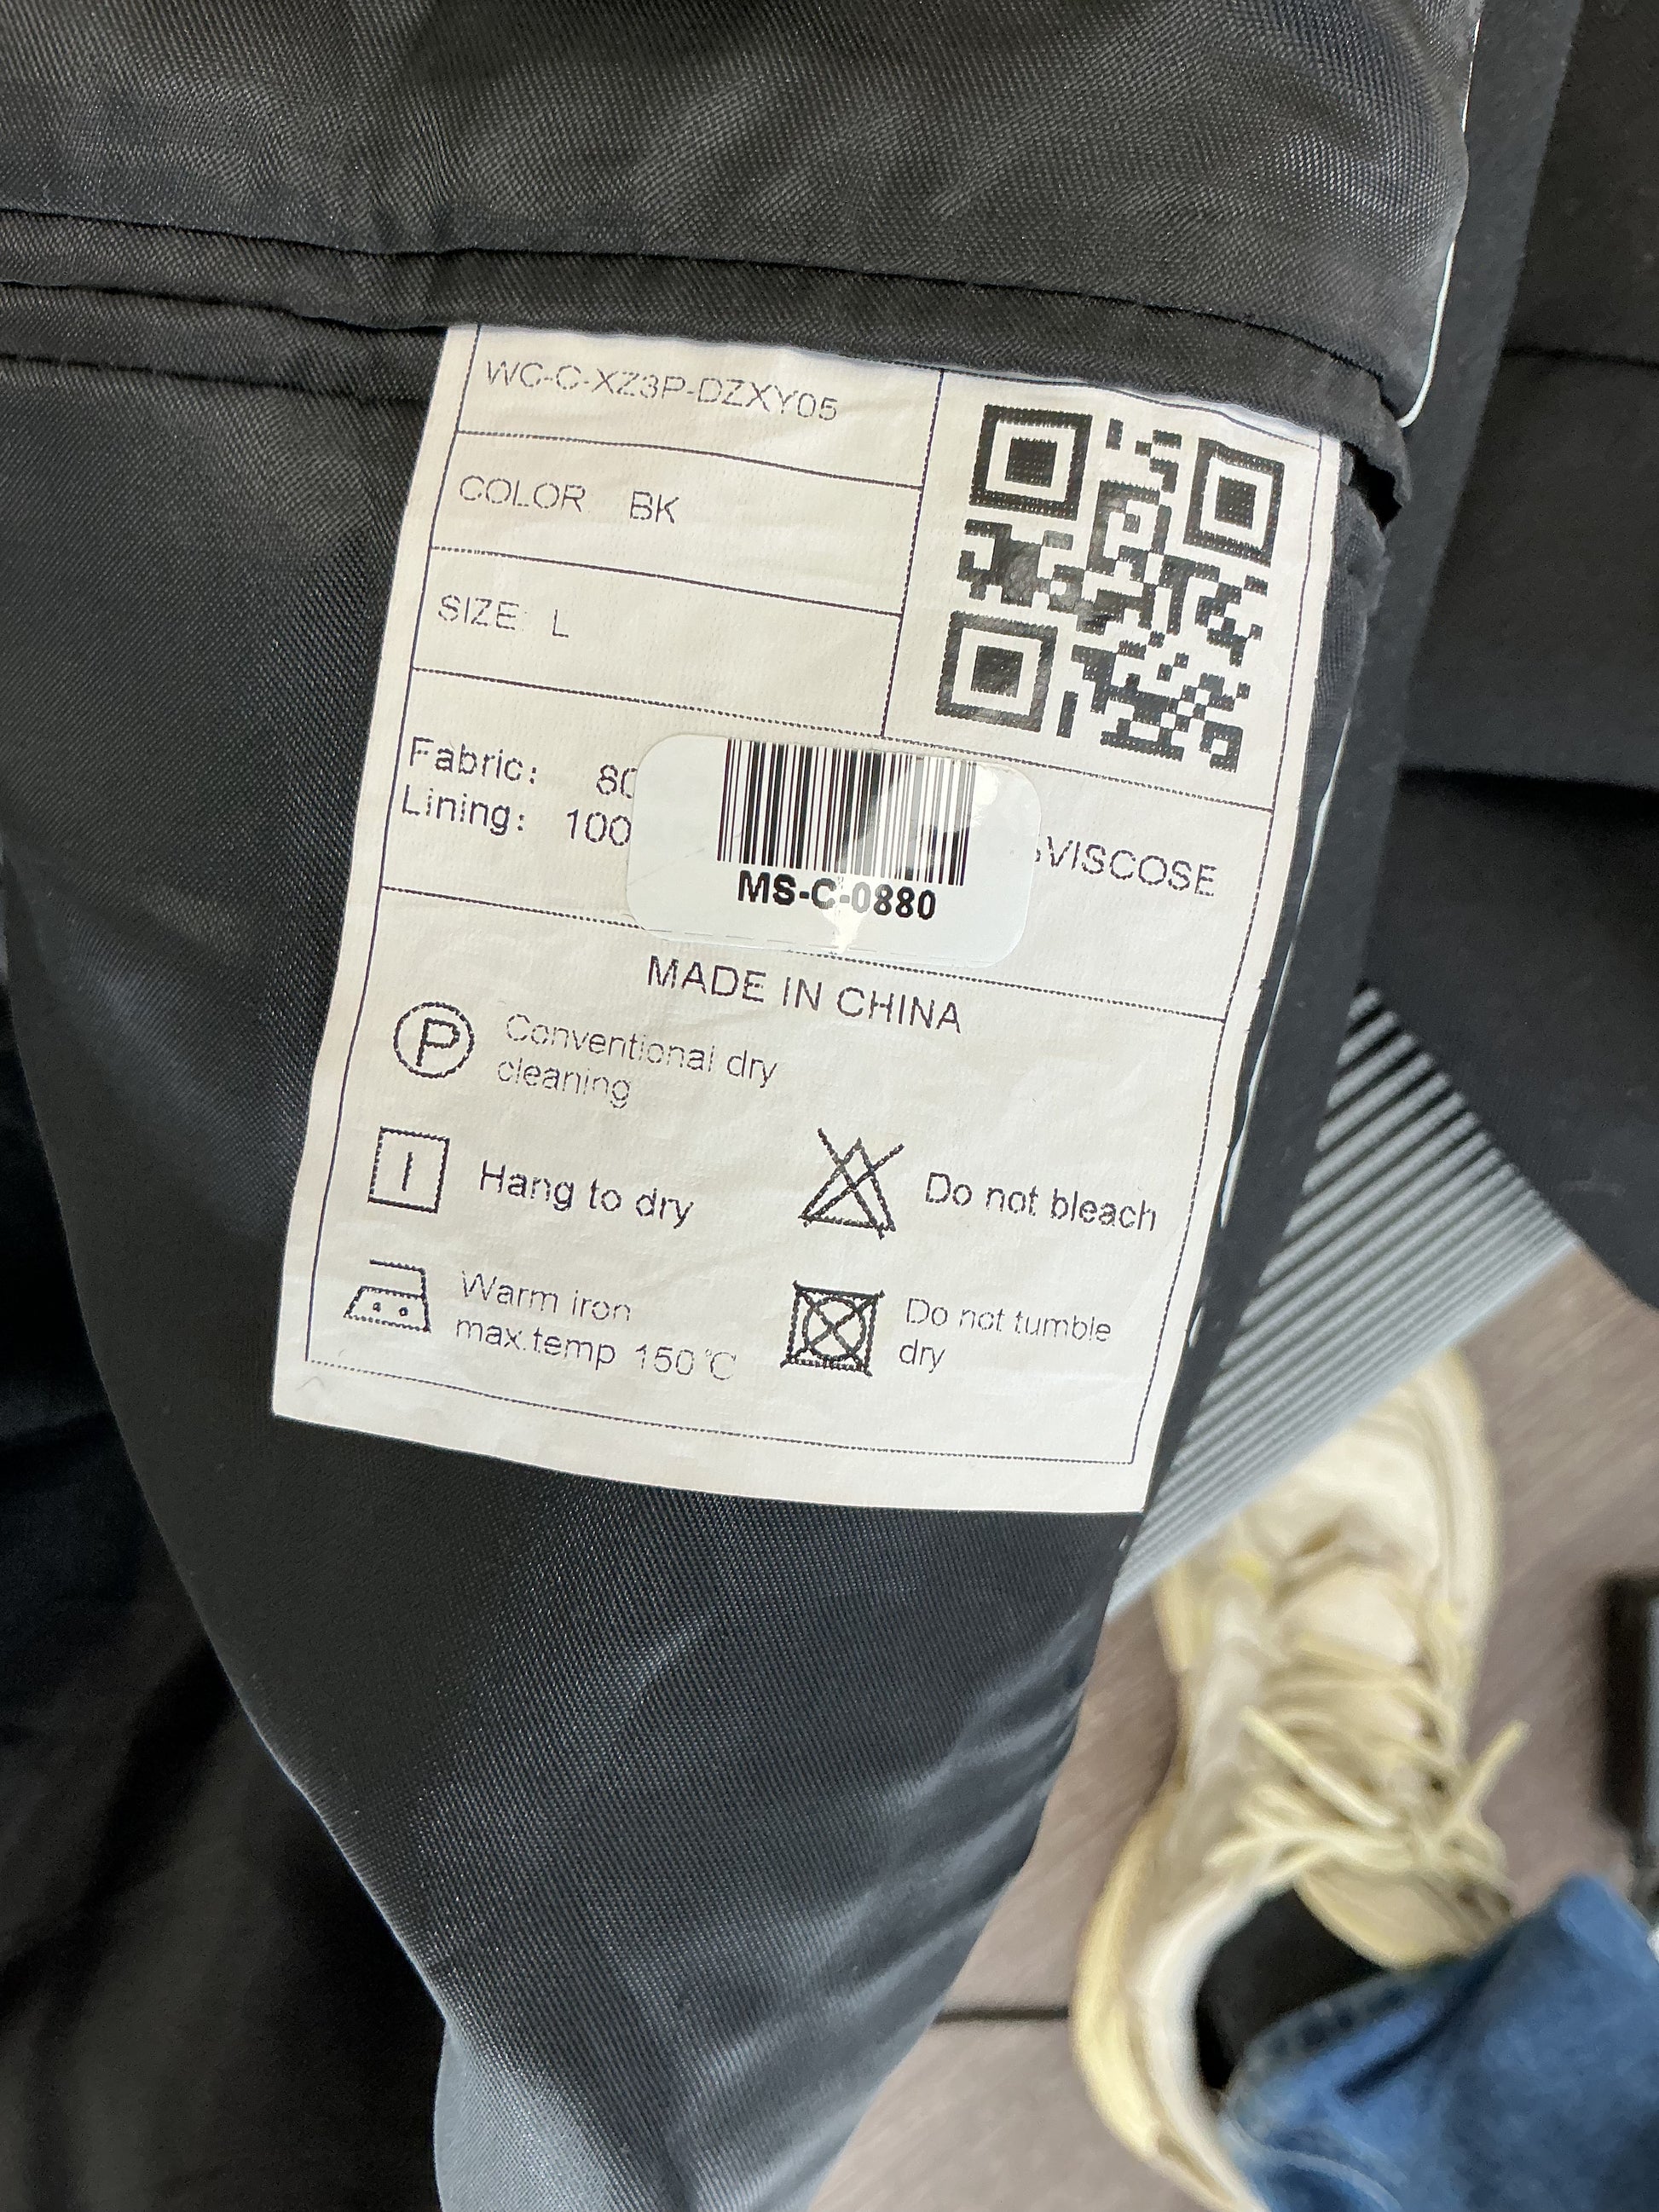 WC-C-XZ3P-DZXY05
COLOR BK
SIZE: L
Fabric: 80
VISCOSE
Lining: 100
MS-C-0880
MADE IN CHINA
P
Conventional dry
cleaning
Hang to dry
Do not bleach
Warm iron
max.temp 150℃
Do not tumble
dry